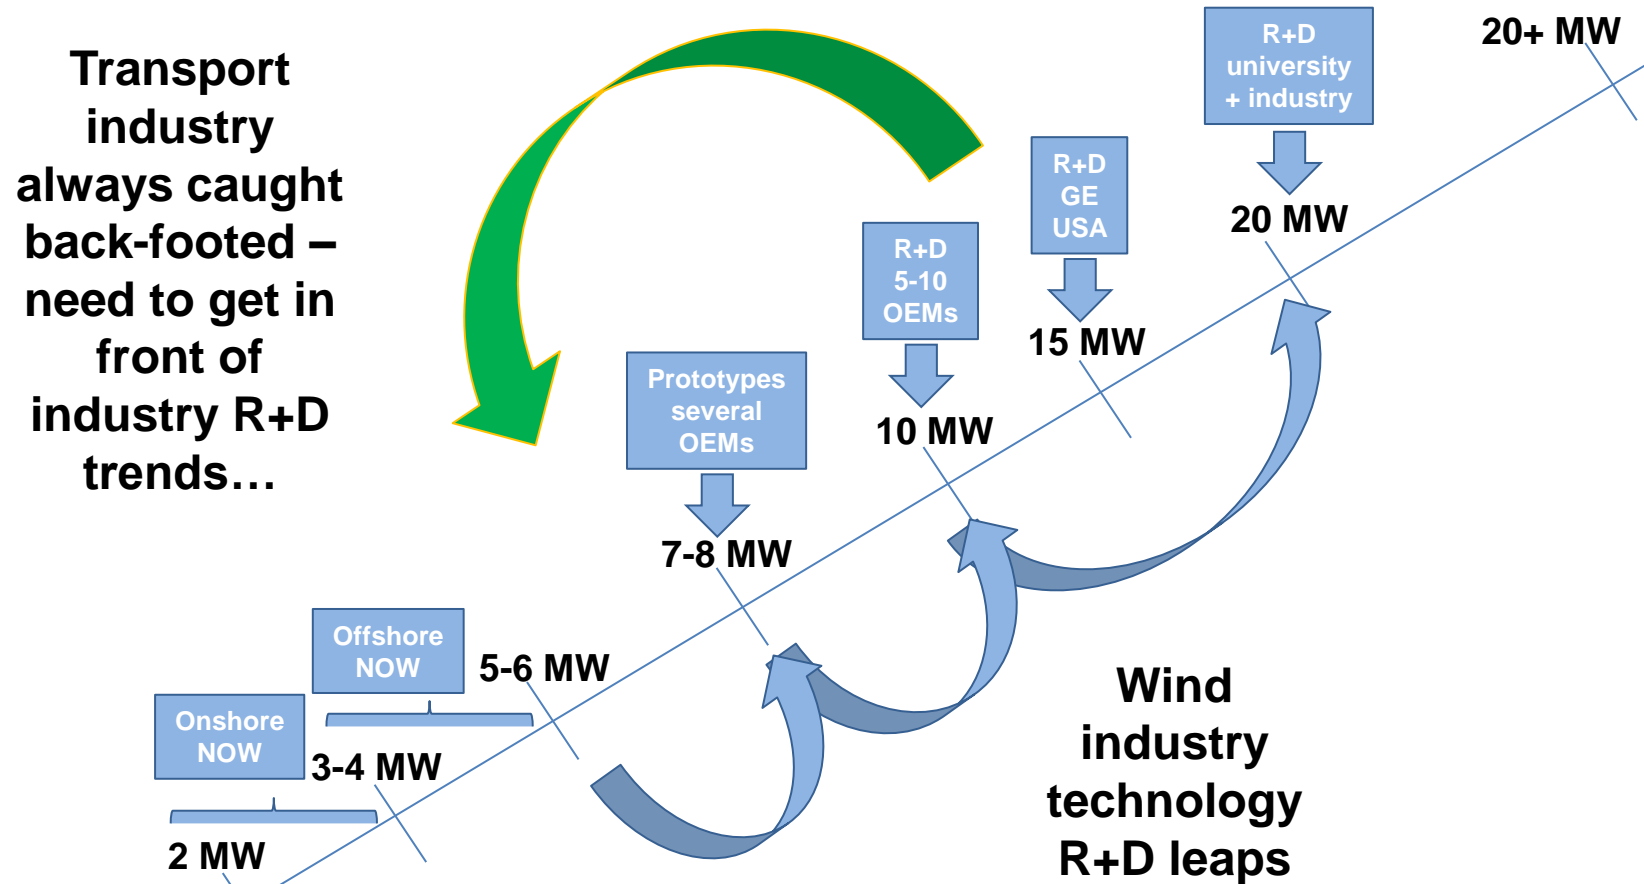 Transport
industry
always caught
back-footed –
need to get in
front of
industry R+D
trends…
20+ MW
R+D
university
+ industry
20 MW
R+D
GE
USA
15 MW
R+D
5-10
OEMs
10 MW
Prototypes
several
OEMs
7-8 MW
Offshore
NOW
5-6 MW
Onshore
NOW
3-4 MW
2 MW
Wind
industry
technology
R+D leaps